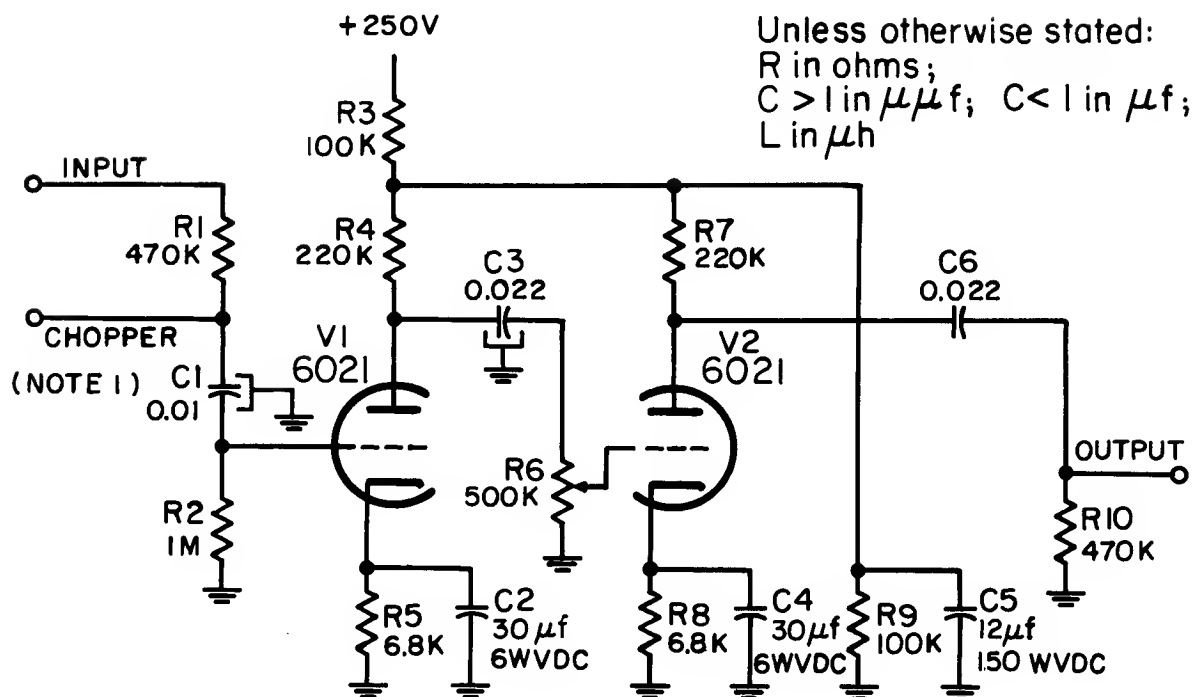 +250V
Unless otherwise stated:
R in ohms;
C > 1 in μμf; C < 1 in μf;
L in μh
R3
100K
INPUT
R1
470K
R4
220K
R7
220K
C3
0.022
C6
0.022
CHOPPER
(NOTE 1)
C1
0.01
V1
6021
V2
6021
R6
500K
OUTPUT
R2
1M
R10
470K
R5
6.8K
C2
30μf
6WVDC
R8
6.8K
C4
30μf
6WVDC
R9
100K
C5
12μf
150 WVDC